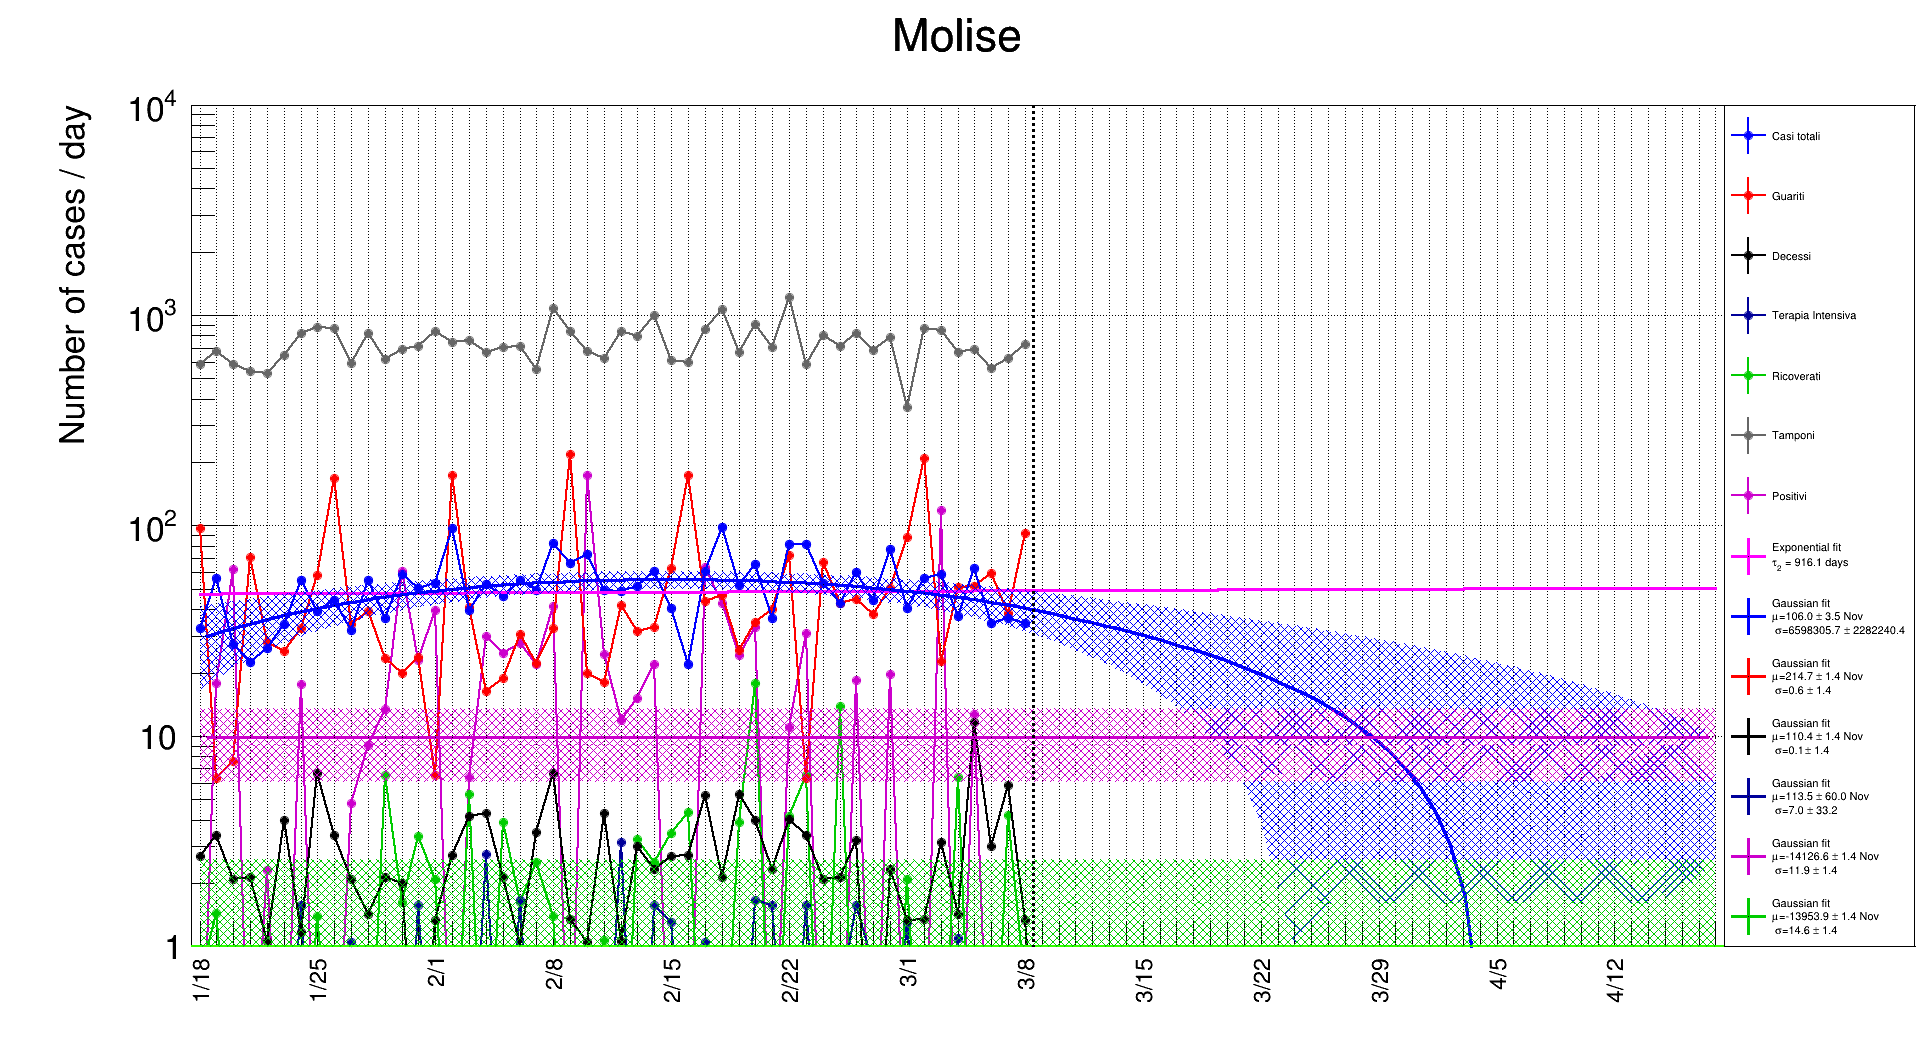 Molise
Number of cases / day
10^4
10^3
10^2
10
1
1/18
1/25
2/1
2/8
2/15
2/22
3/1
3/8
3/15
3/22
3/29
4/5
4/12
Casi totali
Guariti
Decessi
Terapia Intensiva
Ricoverati
Tamponi
Positivi
Exponential fit
τ₂ = 916.1 days
Gaussian fit
μ=106.0 ± 3.5 Nov
σ=6598305.7 ± 2282240.4
Gaussian fit
μ=214.7 ± 1.4 Nov
σ=0.6 ± 1.4
Gaussian fit
μ=110.4 ± 1.4 Nov
σ=0.1 ± 1.4
Gaussian fit
μ=113.5 ± 60.0 Nov
σ=7.0 ± 33.2
Gaussian fit
μ=-14126.6 ± 1.4 Nov
σ=11.9 ± 1.4
Gaussian fit
μ=-13953.9 ± 1.4 Nov
σ=14.6 ± 1.4